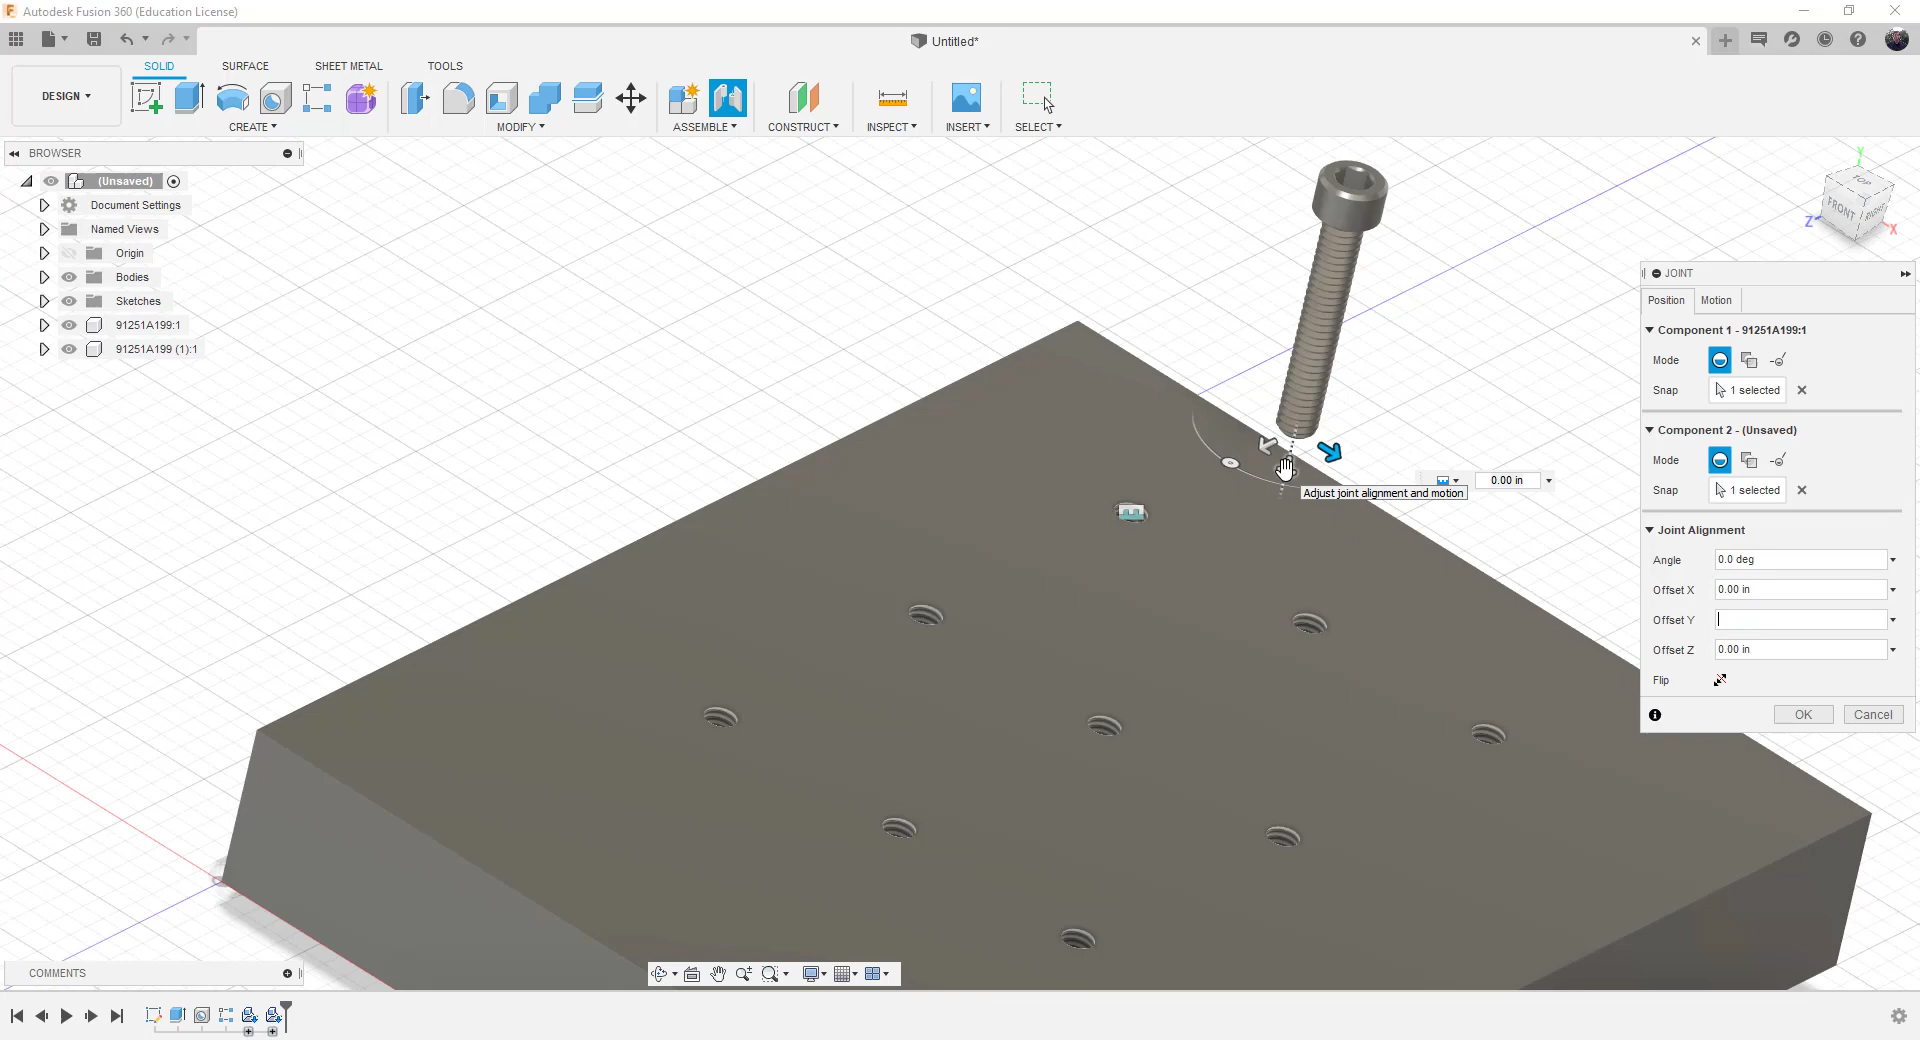 Autodesk Fusion 360 (Education License)
Untitled*
SOLID SURFACE SHEET METAL TOOLS
DESIGN
CREATE MODIFY ASSEMBLE CONSTRUCT INSPECT INSERT SELECT
BROWSER
(Unsaved)
Document Settings
Named Views
Origin
Bodies
Sketches
91251A199:1
91251A199 (1):1
Y
TOP
FRONT
RIGHT
Z
X
JOINT
Position Motion
Component 1 - 91251A199:1
Mode
Snap 1 selected
Component 2 - (Unsaved)
Mode
Snap 1 selected
Joint Alignment
Angle 0.0 deg
Offset X 0.00 in
Offset Y
Offset Z 0.00 in
Flip
OK Cancel
0.00 in
Adjust joint alignment and motion
COMMENTS